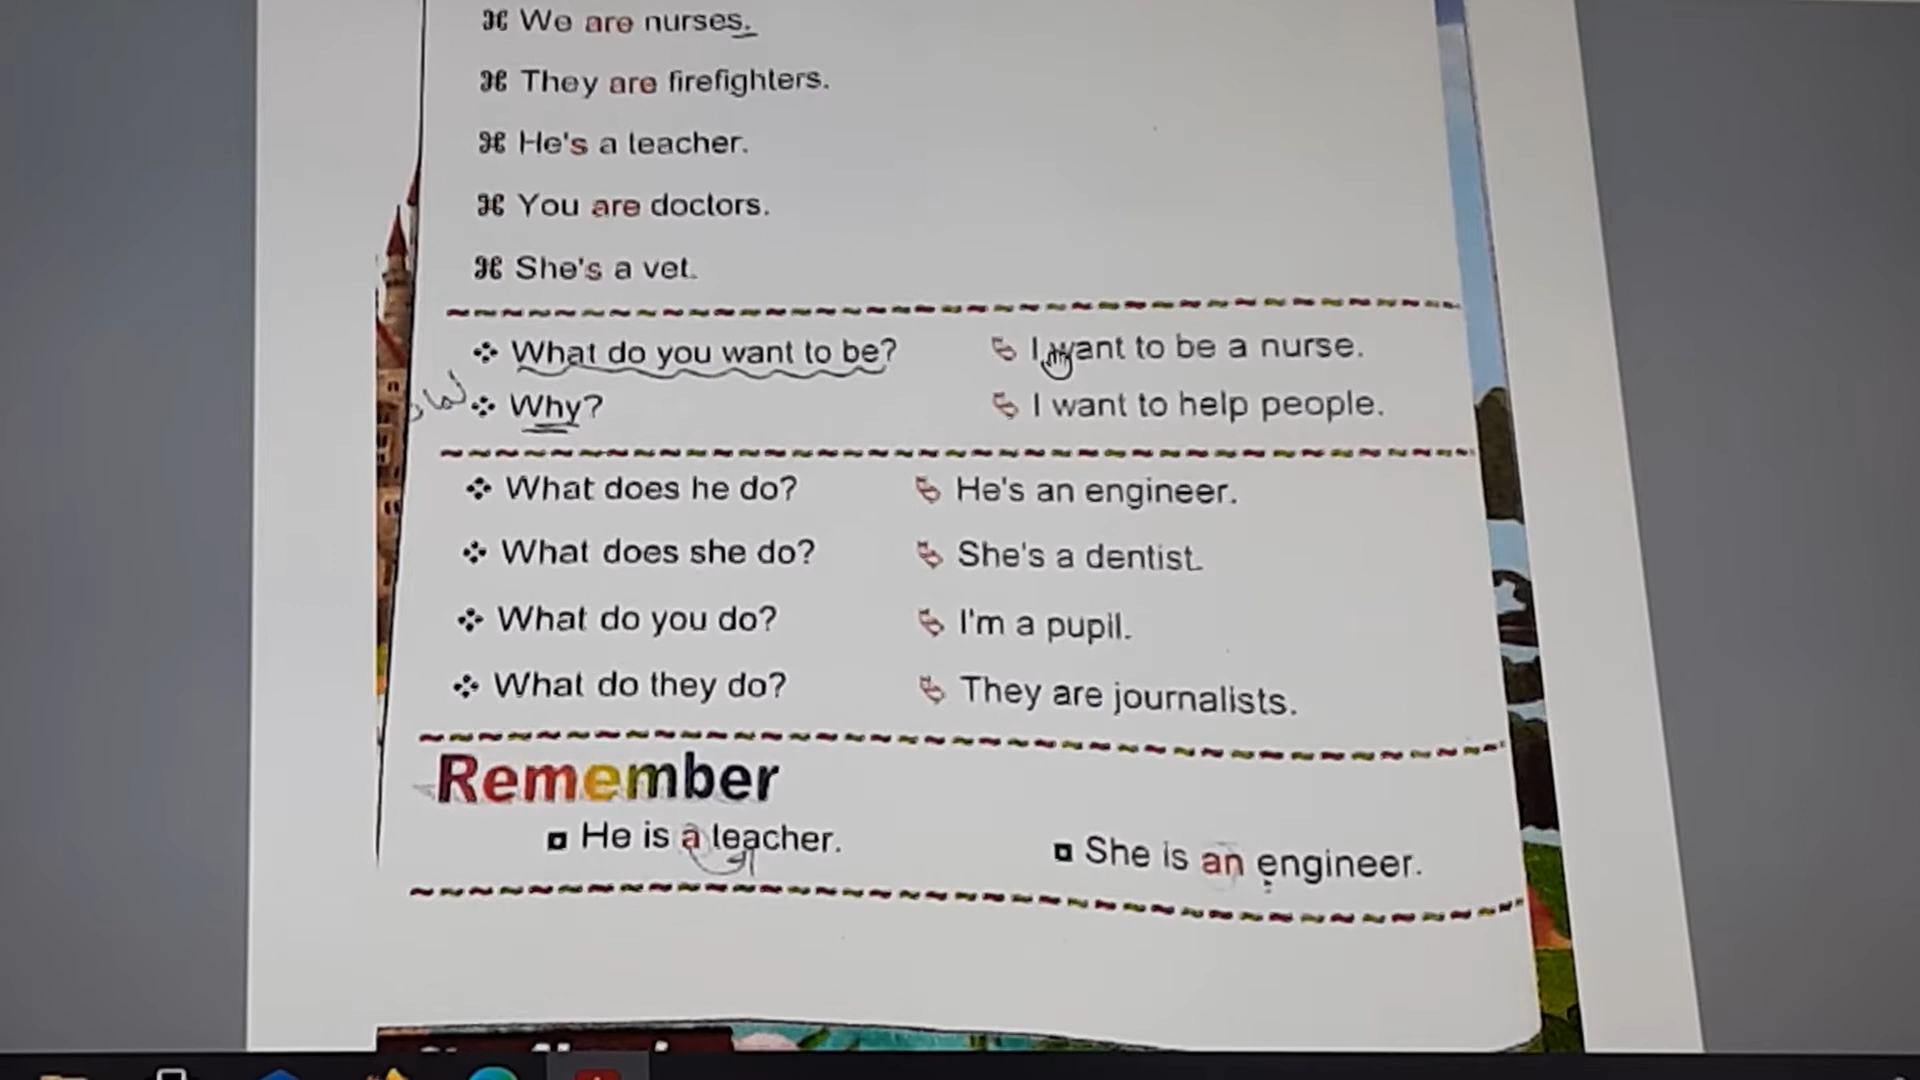 We are nurses.
They are firefighters.
He's a teacher.
You are doctors.
She's a vet.
What do you want to be? I want to be a nurse.
Why? I want to help people.
What does he do? He's an engineer.
What does she do? She's a dentist.
What do you do? I'm a pupil.
What do they do? They are journalists.
Remember
He is a teacher. She is an engineer.